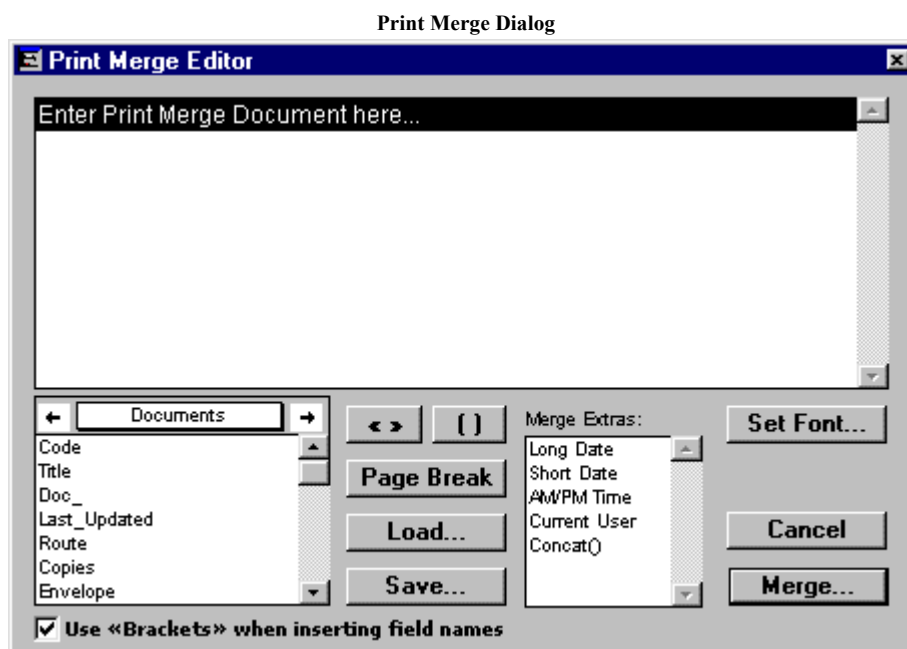 Print Merge Dialog
Print Merge Editor
Enter Print Merge Document here...
← Documents →
Code
Title
Doc_
Last_Updated
Route
Copies
Envelope
« » ( )
Page Break
Load...
Save...
Merge Extras:
Long Date
Short Date
AM/PM Time
Current User
Concat()
Set Font...
Cancel
Merge...
Use «Brackets» when inserting field names